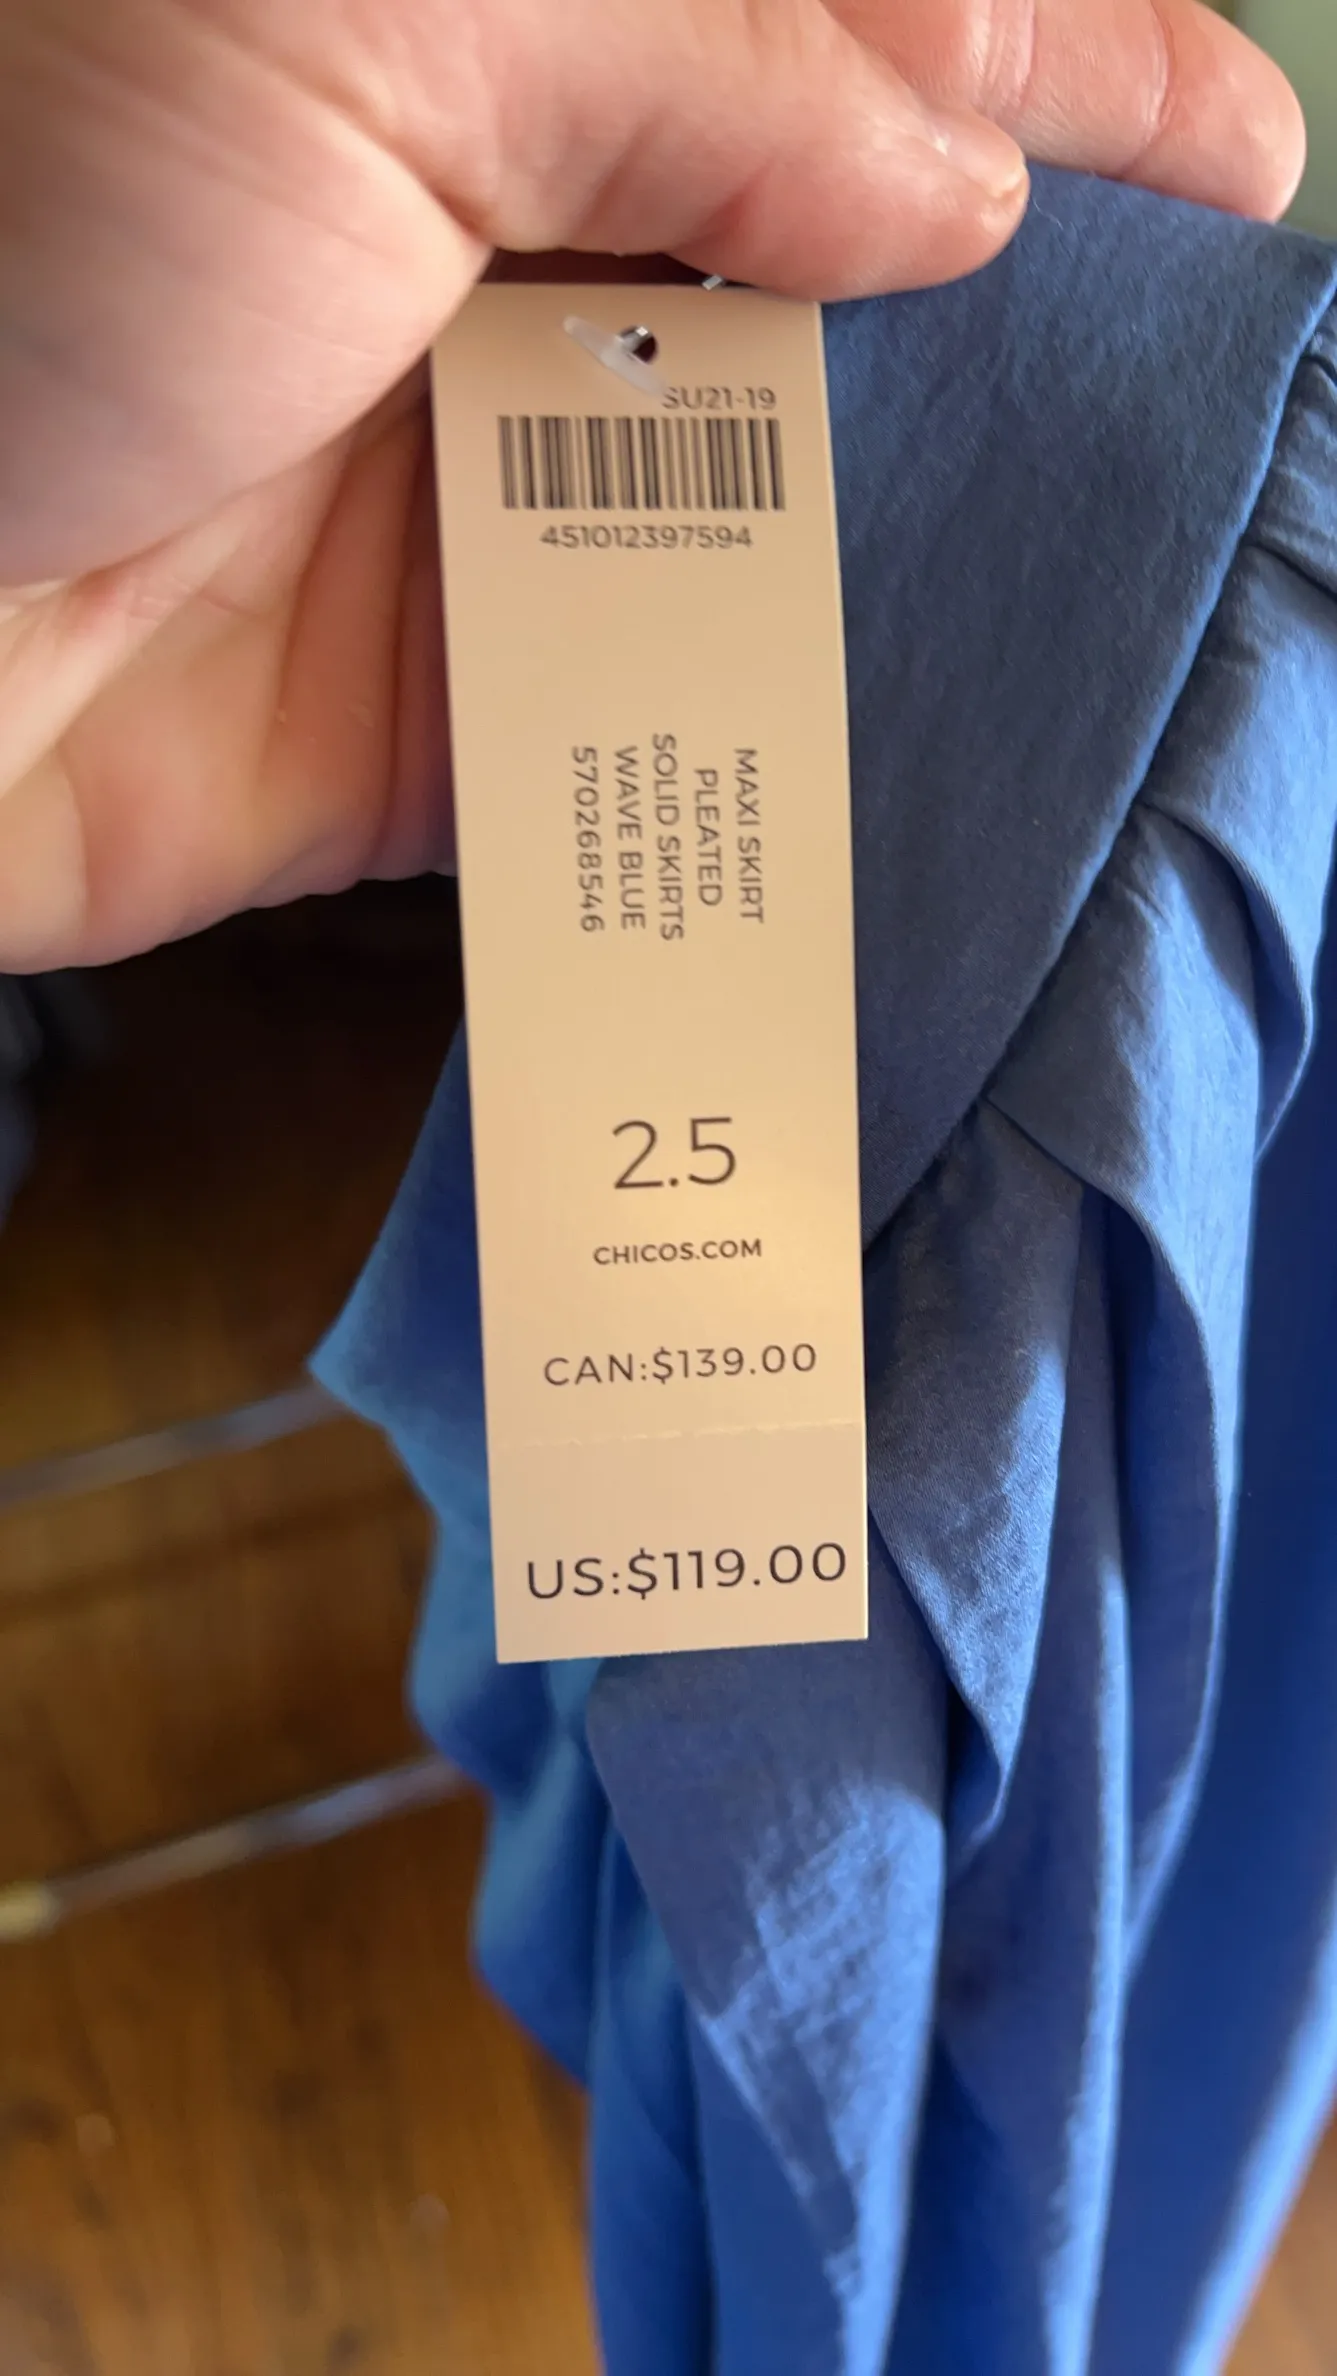 SU21-19
451012397594
MAXI SKIRT
PLEATED
SOLID SKIRTS
WAVE BLUE
570268546
2.5
CHICOS.COM
CAN:$139.00
US:$119.00